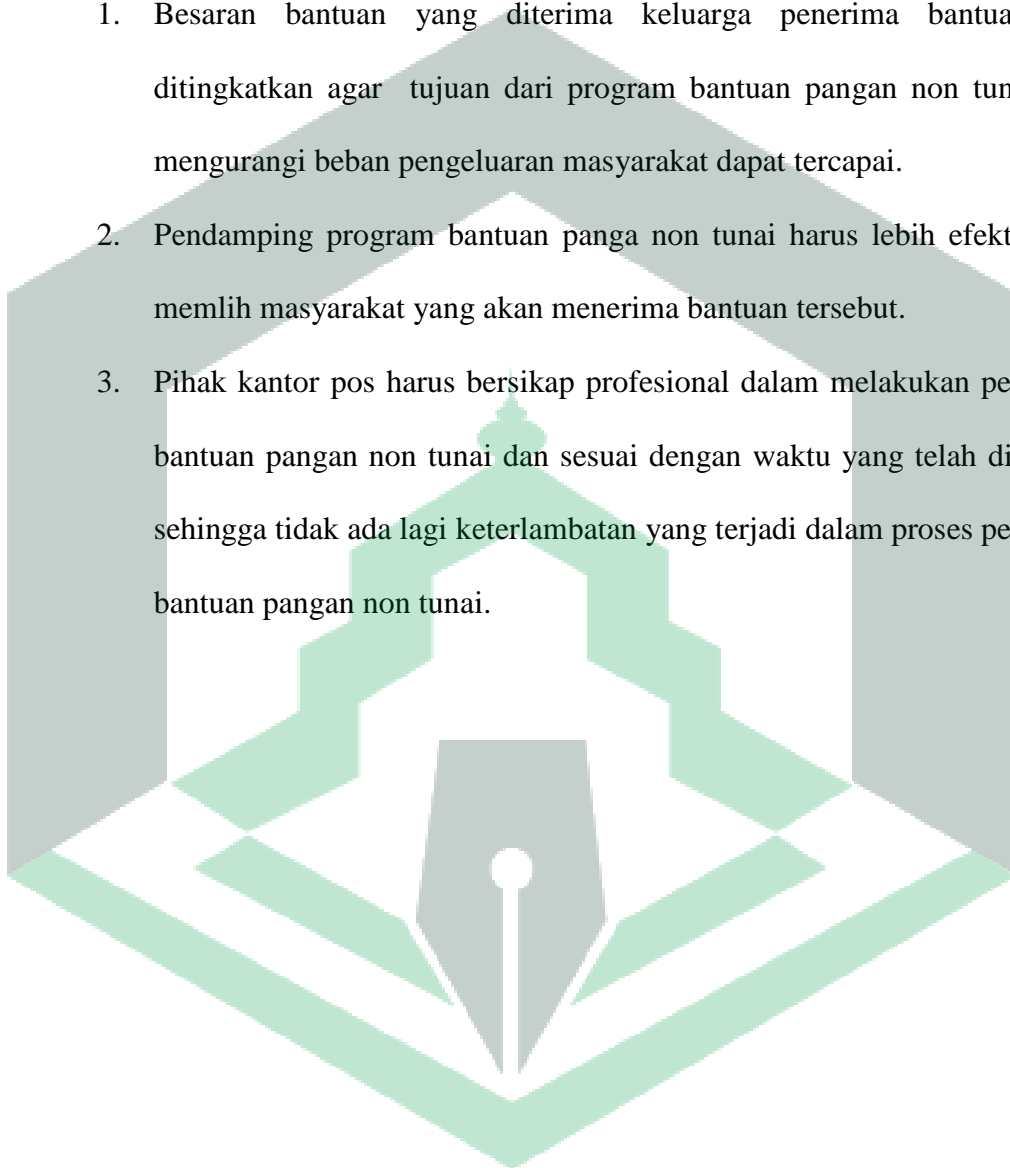 1. Besaran bantuan yang diterima keluarga penerima bantua
ditingkatkan agar tujuan dari program bantuan pangan non tun
mengurangi beban pengeluaran masyarakat dapat tercapai.
2. Pendamping program bantuan panga non tunai harus lebih efekt
memlih masyarakat yang akan menerima bantuan tersebut.
3. Pihak kantor pos harus bersikap profesional dalam melakukan pe
bantuan pangan non tunai dan sesuai dengan waktu yang telah di
sehingga tidak ada lagi keterlambatan yang terjadi dalam proses pe
bantuan pangan non tunai.